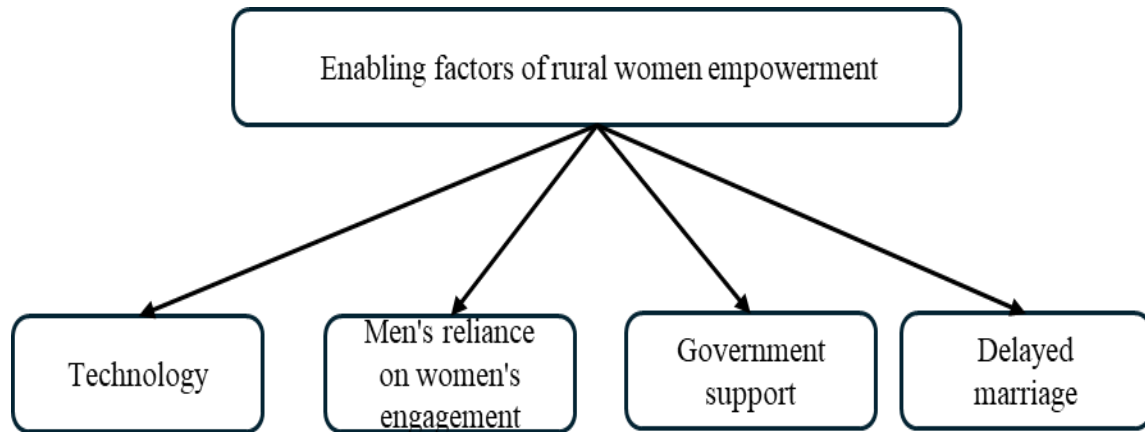 Enabling factors of rural women empowerment
Technology
Men's reliance
on women's
engagement
Government
support
Delayed
marriage